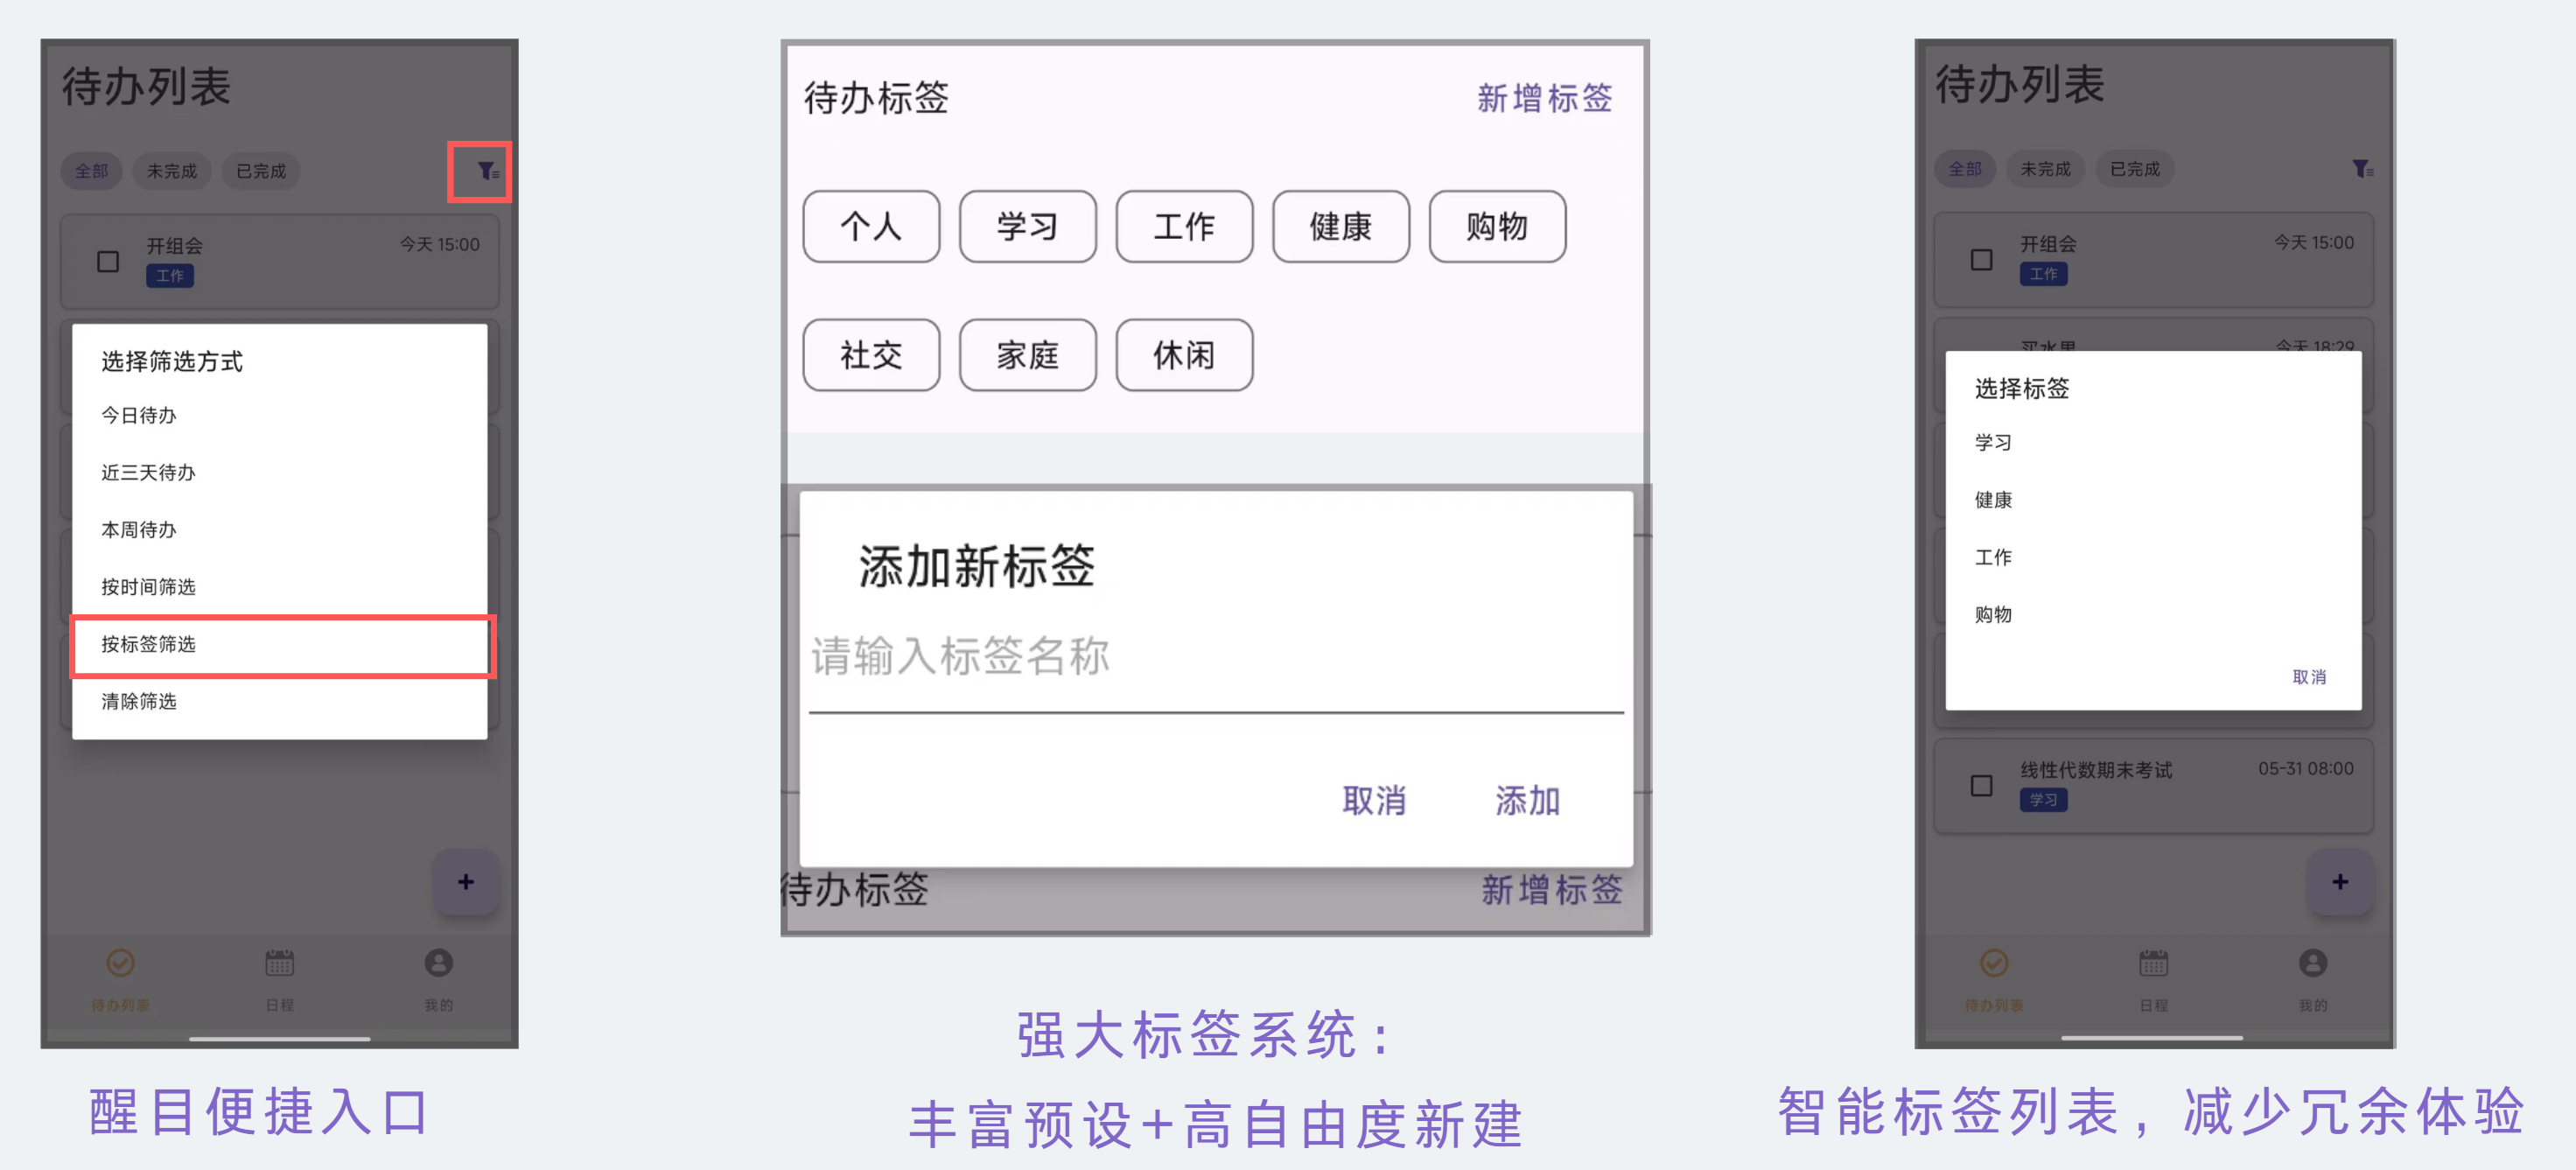 待办列表
全部 未完成 已完成
开组会 今天 15:00
工作
选择筛选方式
今日待办
近三天待办
本周待办
按时间筛选
按标签筛选
清除筛选
+
待办列表 日程 我的
醒目便捷入口
待办标签 新增标签
个人 学习 工作 健康 购物
社交 家庭 休闲
添加新标签
请输入标签名称
取消 添加
待办标签 新增标签
强大标签系统：
丰富预设+高自由度新建
待办列表
全部 未完成 已完成
开组会 今天 15:00
工作
买水果 今天 18:29
选择标签
学习
健康
工作
购物
取消
线性代数期末考试 05-31 08:00
学习
+
待办列表 日程 我的
智能标签列表，减少冗余体验